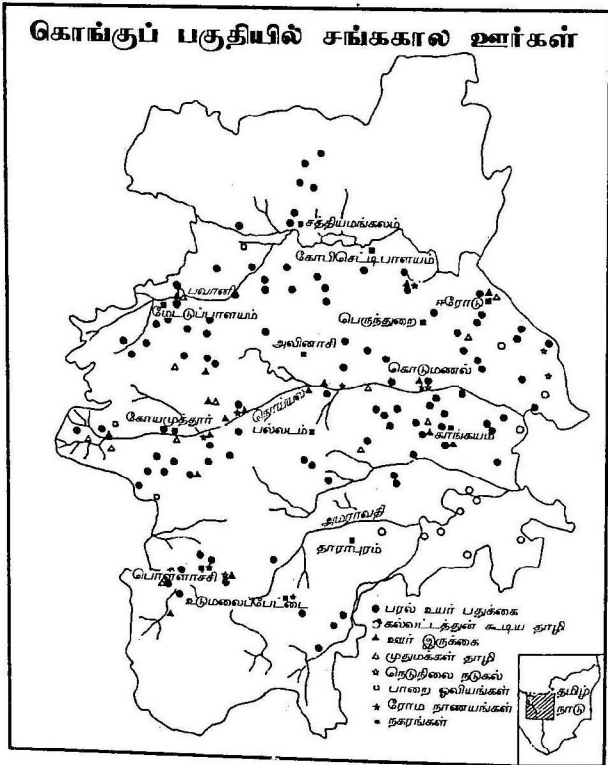 கொங்குப் பகுதியில் சங்ககால ஊர்கள்
சத்தியமங்கலம்
கோபிசெட்டிபாளையம்
பவானி
மேட்டுப்பாளையம்
ஈரோடு
பெருந்துறை
அவினாசி
கொடுமணல்
நொய்யல்
கோயமுத்தூர்
பல்லடம்
காங்கயம்
அமராவதி
தாராபுரம்
பொள்ளாச்சி
உடுமலைப்பேட்டை
பரல் உயர் பதுக்கை
கல்வட்டத்துன் கூடிய தாழி
ஊர் இருக்கை
முதுமக்கள் தாழி
நெடுநிலை நடுகல்
பாறை ஓவியங்கள்
ரோம நாணயங்கள்
நகரங்கள்
தமிழ்
நாடு